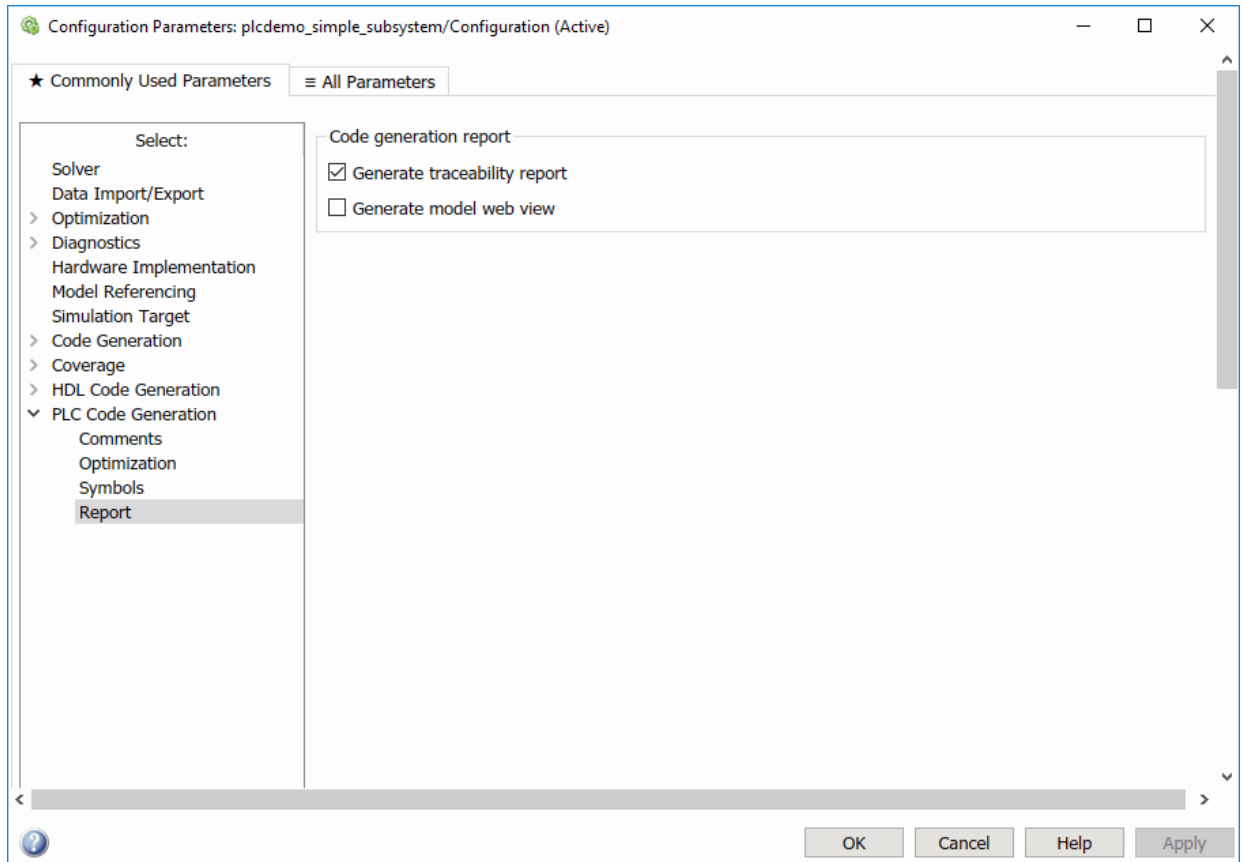 Configuration Parameters: plcdemo_simple_subsystem/Configuration (Active)
★ Commonly Used Parameters
≡ All Parameters
Select:
Solver
Data Import/Export
Optimization
Diagnostics
Hardware Implementation
Model Referencing
Simulation Target
Code Generation
Coverage
HDL Code Generation
PLC Code Generation
Comments
Optimization
Symbols
Report
Code generation report
Generate traceability report
Generate model web view
OK
Cancel
Help
Apply